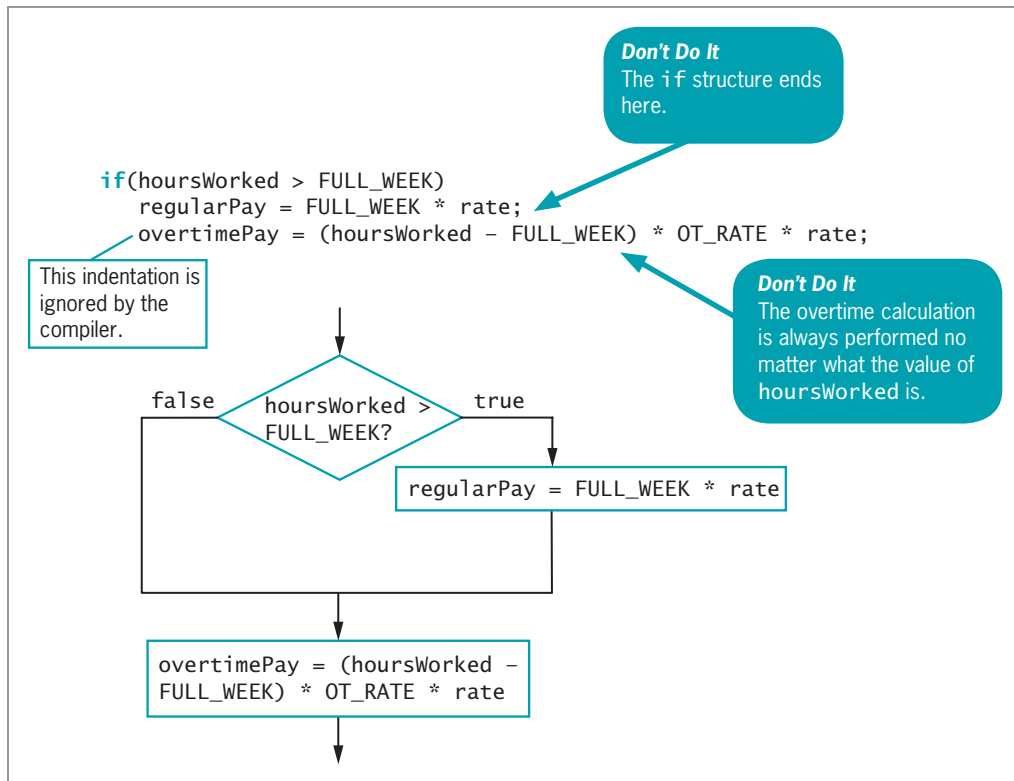 Don't Do It
The if structure ends
here.
if(hoursWorked > FULL_WEEK)
regularPay = FULL_WEEK * rate;
overtimePay = (hoursWorked – FULL_WEEK) * OT_RATE * rate;
This indentation is
ignored by the
compiler.
Don't Do It
The overtime calculation
is always performed no
matter what the value of
hoursWorked is.
false
hoursWorked >
FULL_WEEK?
true
regularPay = FULL_WEEK * rate
overtimePay = (hoursWorked –
FULL_WEEK) * OT_RATE * rate